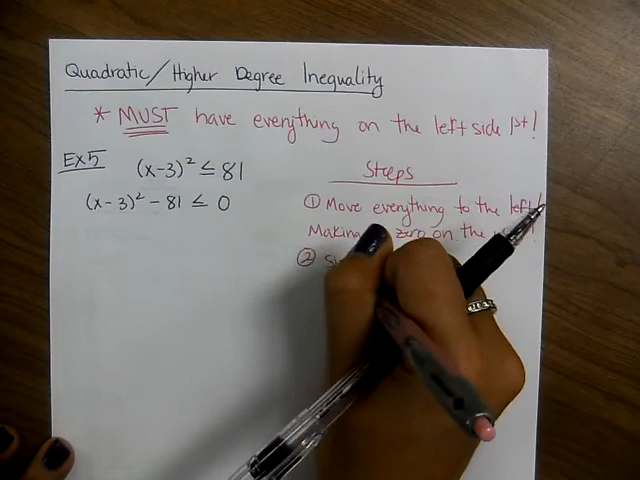 Quadratic/Higher Degree Inequality
* MUST have everything on the left side 1st!
Ex 5
(x-3)² ≤ 81
(x-3)² - 81 ≤ 0
Steps
① Move everything to the left
Making zero on the
②